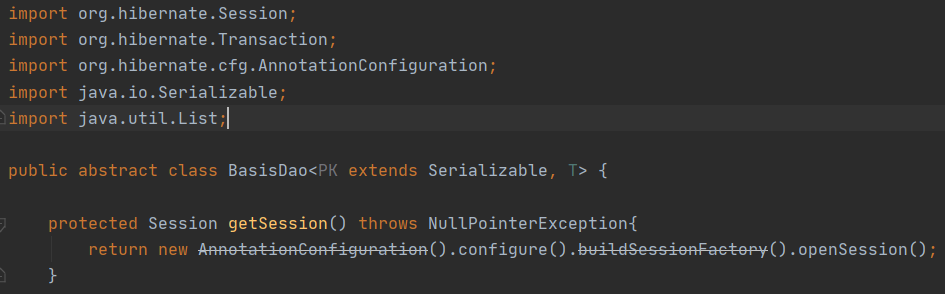 import org.hibernate.Session;
import org.hibernate.Transaction;
import org.hibernate.cfg.AnnotationConfiguration;
import java.io.Serializable;
import java.util.List;
public abstract class BasisDao<PK extends Serializable, T> {
protected Session getSession() throws NullPointerException{
return new AnnotationConfiguration().configure().buildSessionFactory().openSession();
}